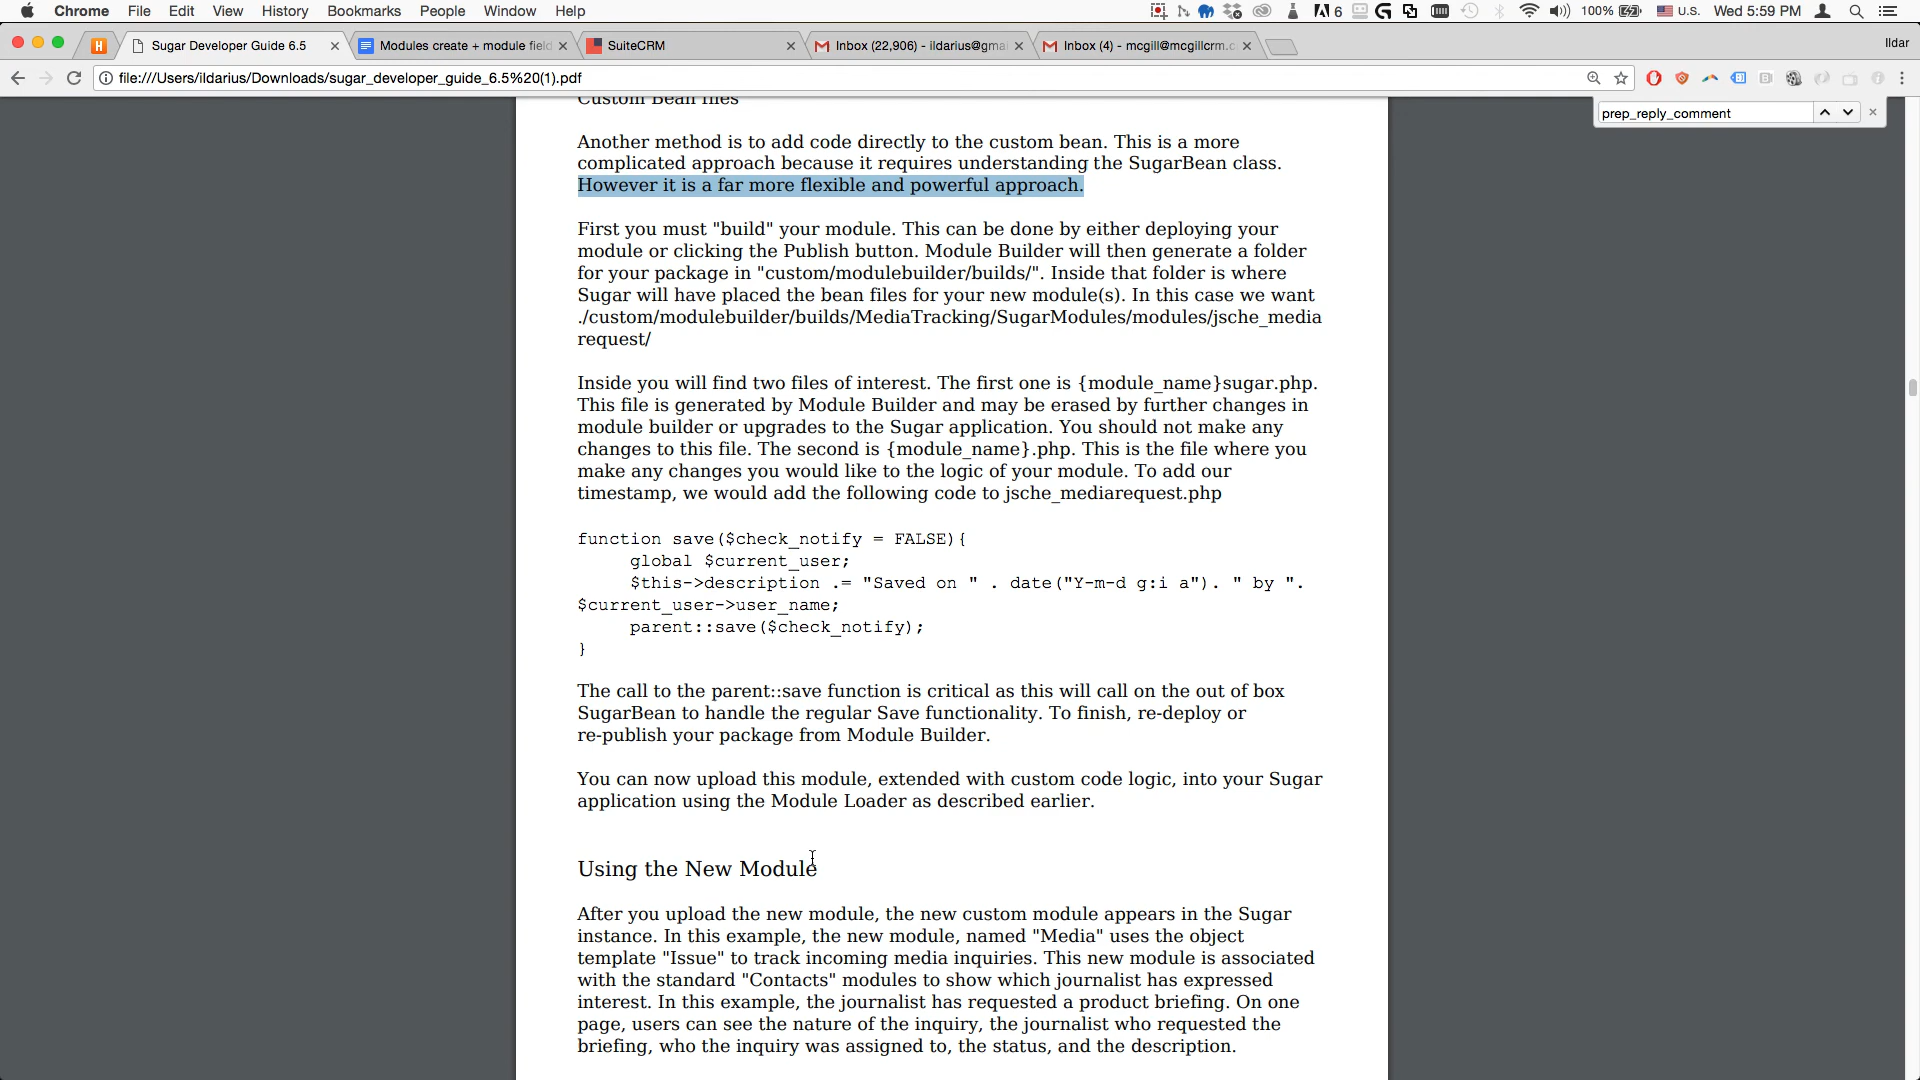 Chrome File Edit View History Bookmarks People Window Help 6 100% U.S. Wed 5:59 PM
H Sugar Developer Guide 6.5 Modules create + module field SuiteCRM Inbox (22,906) - ildarius@gma Inbox (4) - mcgill@mcgillcrm.c Ildar
file:///Users/ildarius/Downloads/sugar_developer_guide_6.5%20(1).pdf
prep_reply_comment
Custom Bean files
Another method is to add code directly to the custom bean. This is a more
complicated approach because it requires understanding the SugarBean class.
However it is a far more flexible and powerful approach.
First you must "build" your module. This can be done by either deploying your
module or clicking the Publish button. Module Builder will then generate a folder
for your package in "custom/modulebuilder/builds/". Inside that folder is where
Sugar will have placed the bean files for your new module(s). In this case we want
./custom/modulebuilder/builds/MediaTracking/SugarModules/modules/jsche_media
request/
Inside you will find two files of interest. The first one is {module_name}sugar.php.
This file is generated by Module Builder and may be erased by further changes in
module builder or upgrades to the Sugar application. You should not make any
changes to this file. The second is {module_name}.php. This is the file where you
make any changes you would like to the logic of your module. To add our
timestamp, we would add the following code to jsche_mediarequest.php
function save($check_notify = FALSE){
global $current_user;
$this->description .= "Saved on " . date("Y-m-d g:i a"). " by ".
$current_user->user_name;
parent::save($check_notify);
}
The call to the parent::save function is critical as this will call on the out of box
SugarBean to handle the regular Save functionality. To finish, re-deploy or
re-publish your package from Module Builder.
You can now upload this module, extended with custom code logic, into your Sugar
application using the Module Loader as described earlier.
Using the New Module
After you upload the new module, the new custom module appears in the Sugar
instance. In this example, the new module, named "Media" uses the object
template "Issue" to track incoming media inquiries. This new module is associated
with the standard "Contacts" modules to show which journalist has expressed
interest. In this example, the journalist has requested a product briefing. On one
page, users can see the nature of the inquiry, the journalist who requested the
briefing, who the inquiry was assigned to, the status, and the description.